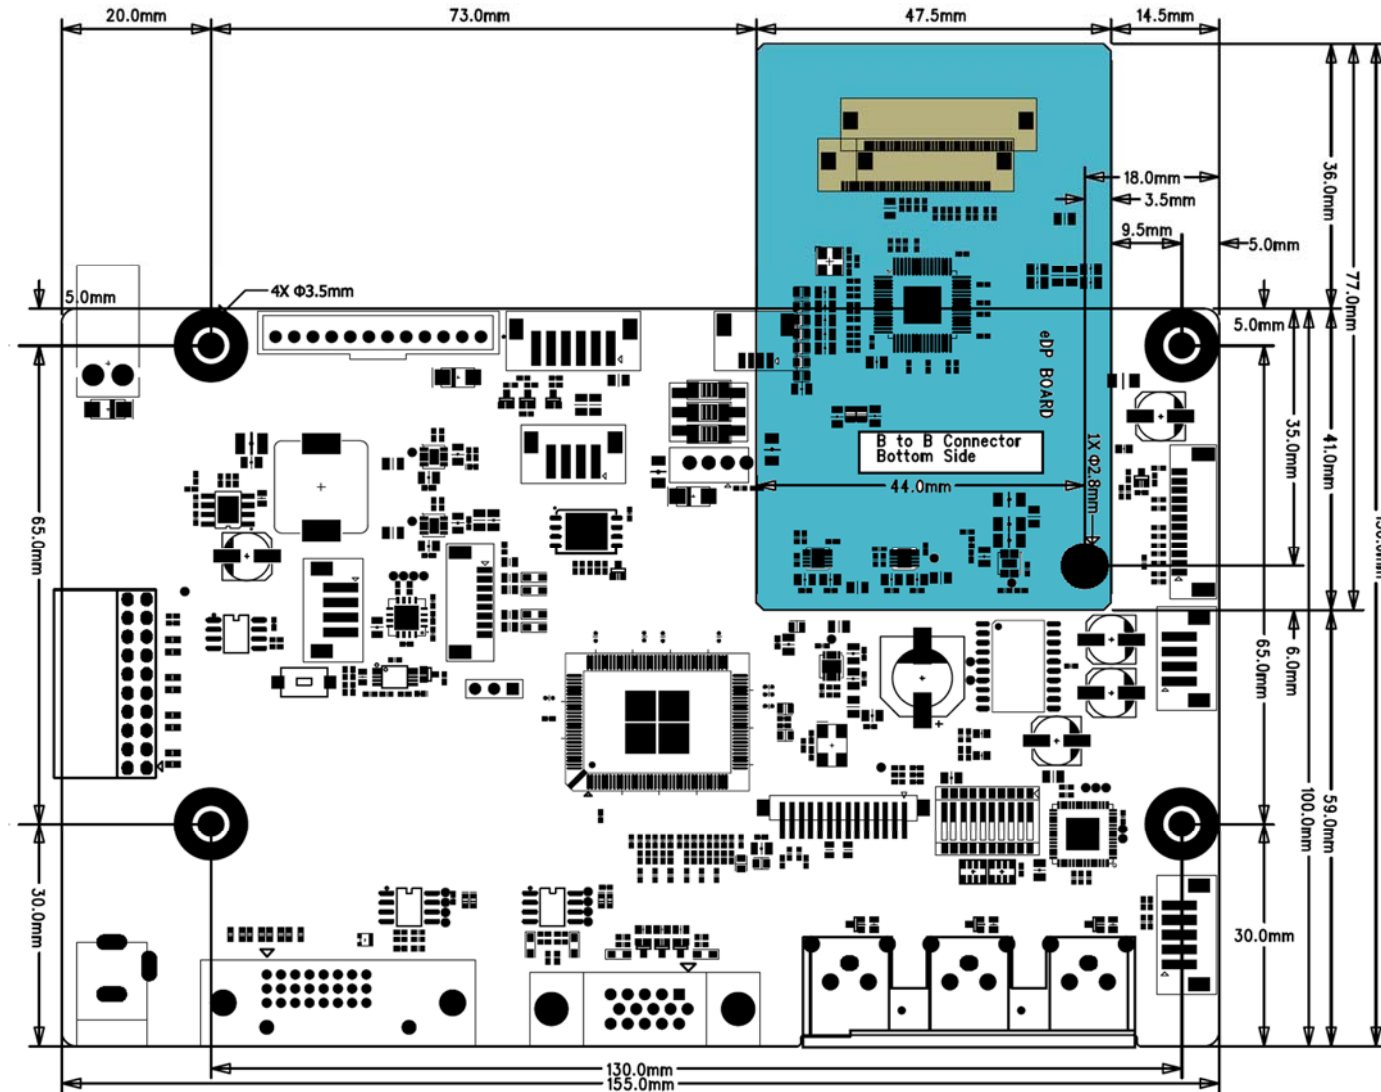 20.0mm
73.0mm
47.5mm
14.5mm
36.0mm
77.0mm
18.0mm
3.5mm
9.5mm
5.0mm
5.0mm
4X Φ3.5mm
5.0mm
eDP BOARD
B to B Connector
Bottom Side
1X Φ2.8mm
44.0mm
35.0mm
41.0mm
65.0mm
65.0mm
6.0mm
100.0mm
59.0mm
30.0mm
30.0mm
130.0mm
155.0mm